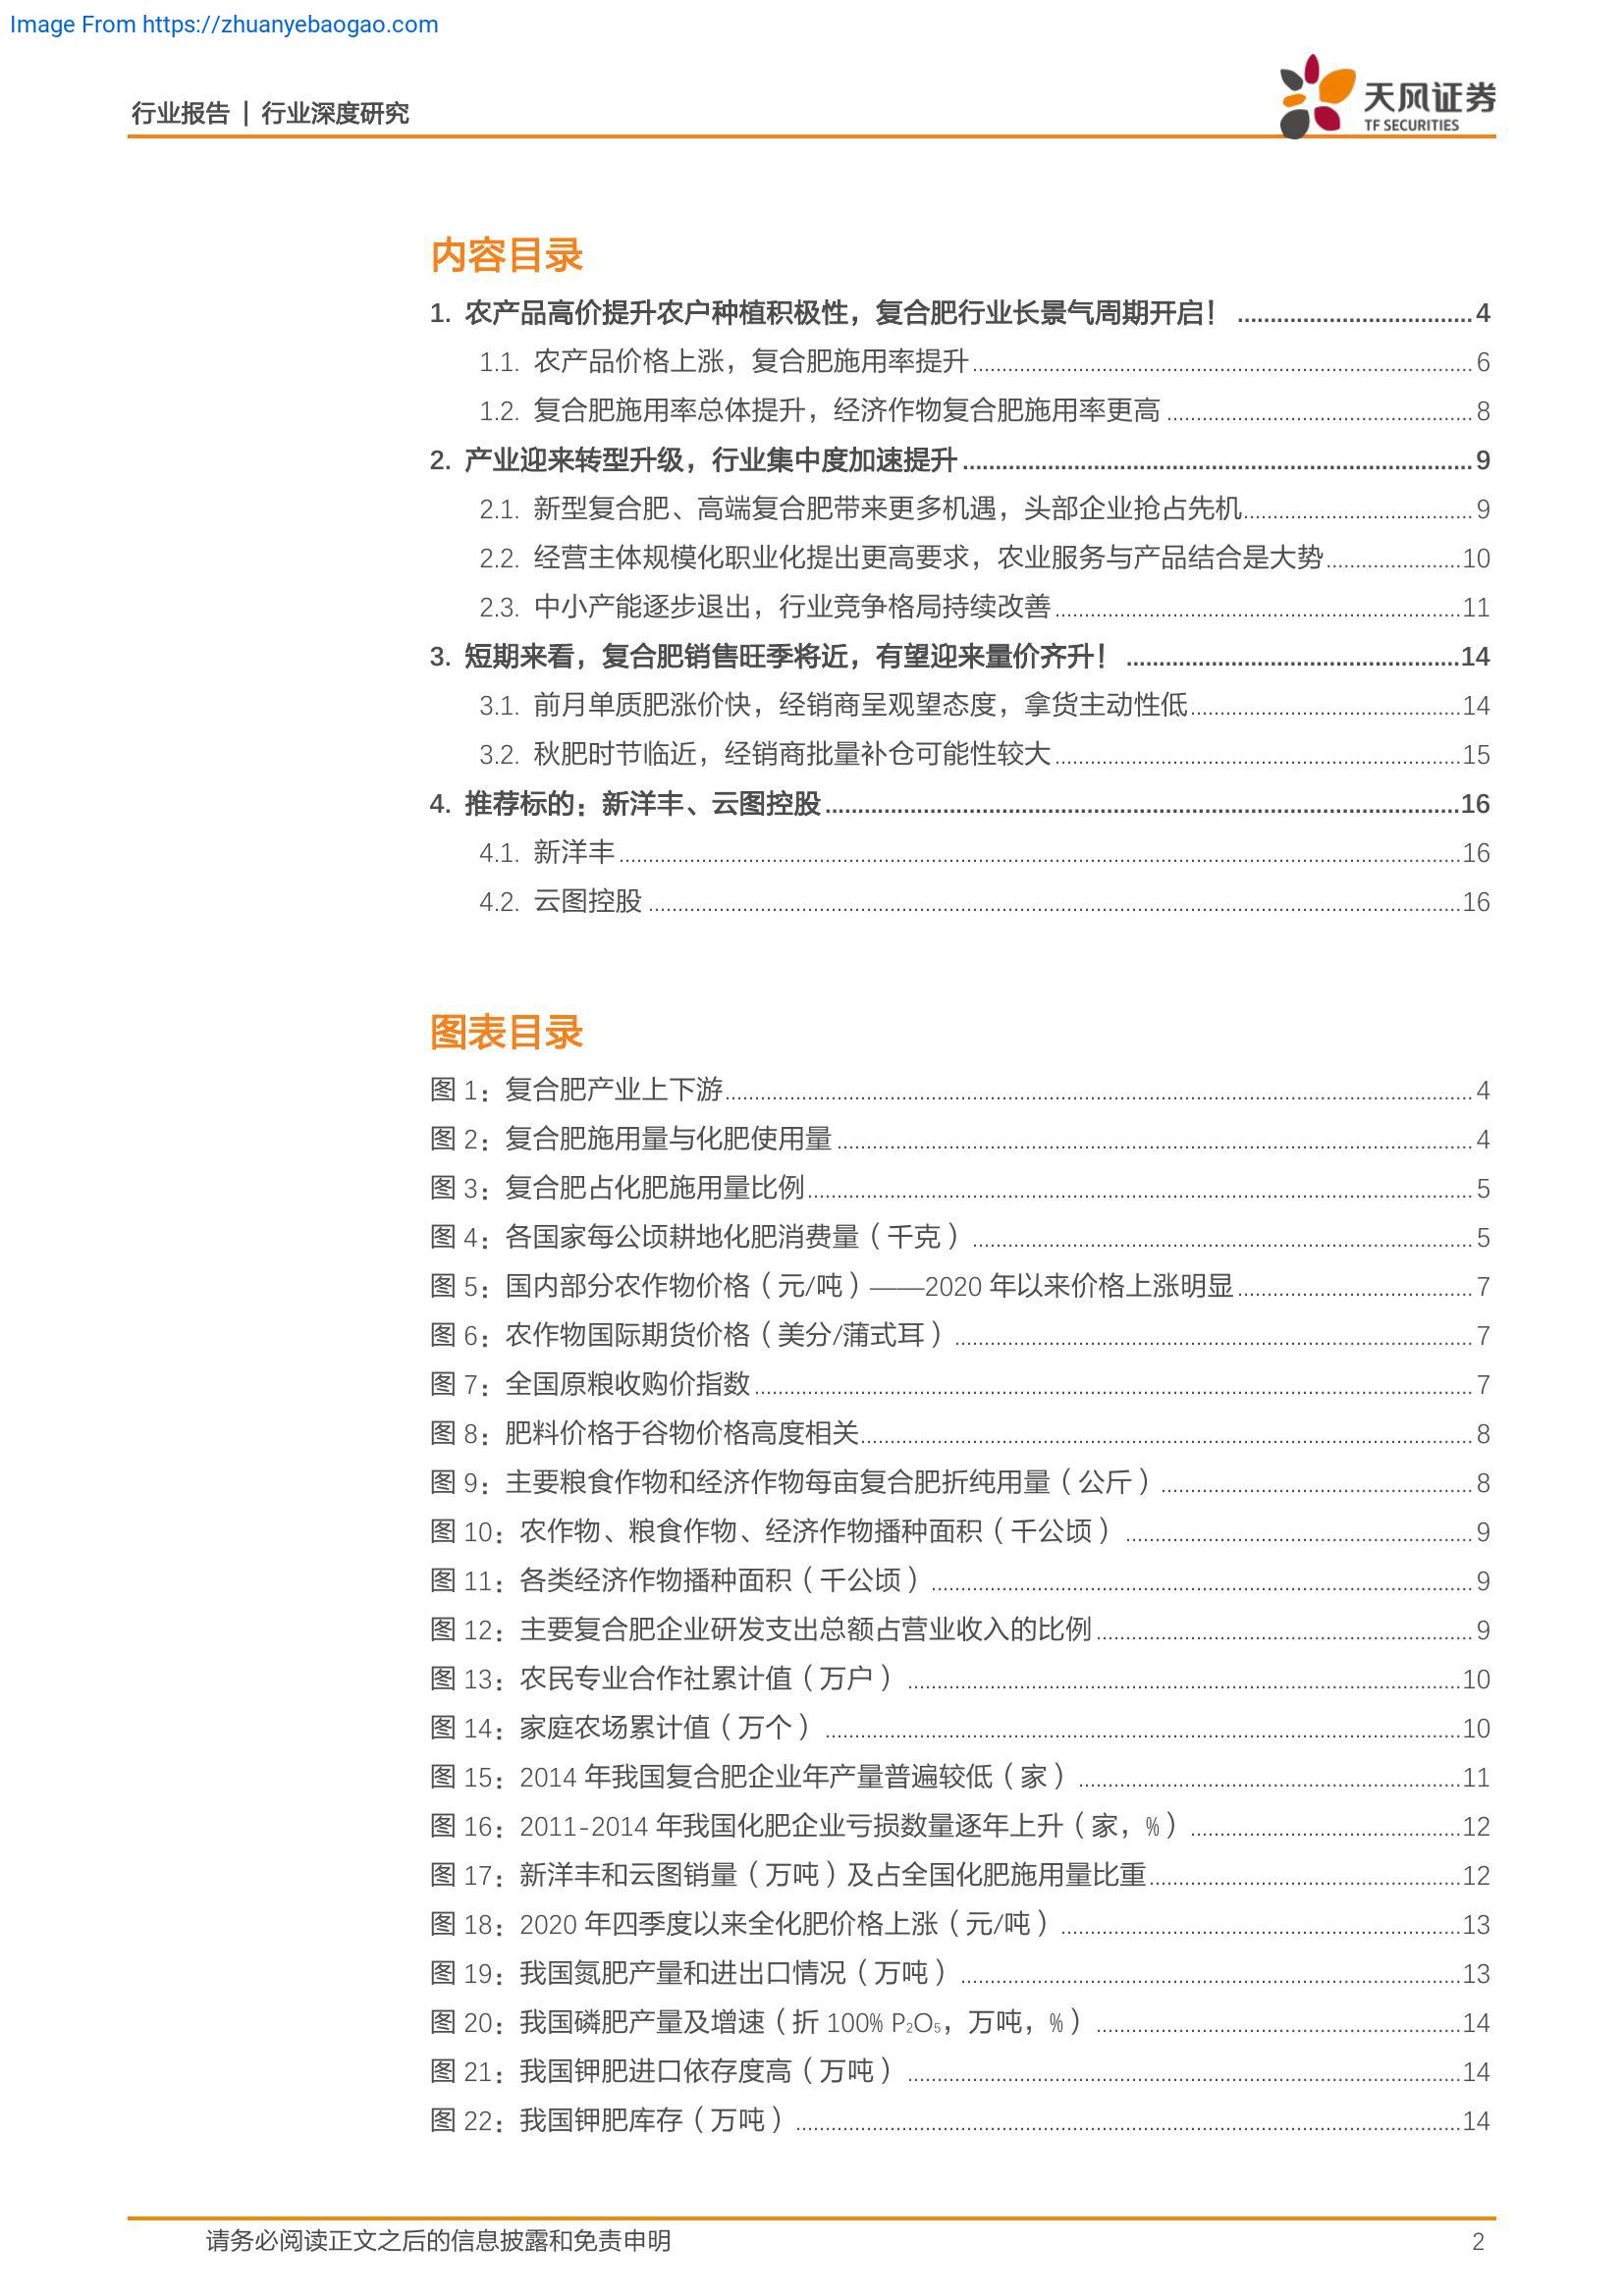 Image From https://zhuanyebaogao.com
行业报告 | 行业深度研究
天风证券
TF SECURITIES
内容目录
1. 农产品高价提升农户种植积极性，复合肥行业长景气周期开启！ ........ 4
1.1. 农产品价格上涨，复合肥施用率提升 ........ 6
1.2. 复合肥施用率总体提升，经济作物复合肥施用率更高 ........ 8
2. 产业迎来转型升级，行业集中度加速提升 ........ 9
2.1. 新型复合肥、高端复合肥带来更多机遇，头部企业抢占先机 ........ 9
2.2. 经营主体规模化职业化提出更高要求，农业服务与产品结合是大势 ........ 10
2.3. 中小产能逐步退出，行业竞争格局持续改善 ........ 11
3. 短期来看，复合肥销售旺季将近，有望迎来量价齐升！ ........ 14
3.1. 前月单质肥涨价快，经销商呈观望态度，拿货主动性低 ........ 14
3.2. 秋肥时节临近，经销商批量补仓可能性较大 ........ 15
4. 推荐标的：新洋丰、云图控股 ........ 16
4.1. 新洋丰 ........ 16
4.2. 云图控股 ........ 16
图表目录
图 1：复合肥产业上下游 ........ 4
图 2：复合肥施用量与化肥使用量 ........ 4
图 3：复合肥占化肥施用量比例 ........ 5
图 4：各国家每公顷耕地化肥消费量（千克） ........ 5
图 5：国内部分农作物价格（元/吨）——2020 年以来价格上涨明显 ........ 7
图 6：农作物国际期货价格（美分/蒲式耳） ........ 7
图 7：全国原粮收购价指数 ........ 7
图 8：肥料价格于谷物价格高度相关 ........ 8
图 9：主要粮食作物和经济作物每亩复合肥折纯用量（公斤） ........ 8
图 10：农作物、粮食作物、经济作物播种面积（千公顷） ........ 9
图 11：各类经济作物播种面积（千公顷） ........ 9
图 12：主要复合肥企业研发支出总额占营业收入的比例 ........ 9
图 13：农民专业合作社累计值（万户） ........ 10
图 14：家庭农场累计值（万个） ........ 10
图 15：2014 年我国复合肥企业年产量普遍较低（家） ........ 11
图 16：2011-2014 年我国化肥企业亏损数量逐年上升（家，%） ........ 12
图 17：新洋丰和云图销量（万吨）及占全国化肥施用量比重 ........ 12
图 18：2020 年四季度以来全化肥价格上涨（元/吨） ........ 13
图 19：我国氮肥产量和进出口情况（万吨） ........ 13
图 20：我国磷肥产量及增速（折 100% P₂O₅，万吨，%） ........ 14
图 21：我国钾肥进口依存度高（万吨） ........ 14
图 22：我国钾肥库存（万吨） ........ 14
请务必阅读正文之后的信息披露和免责申明 2